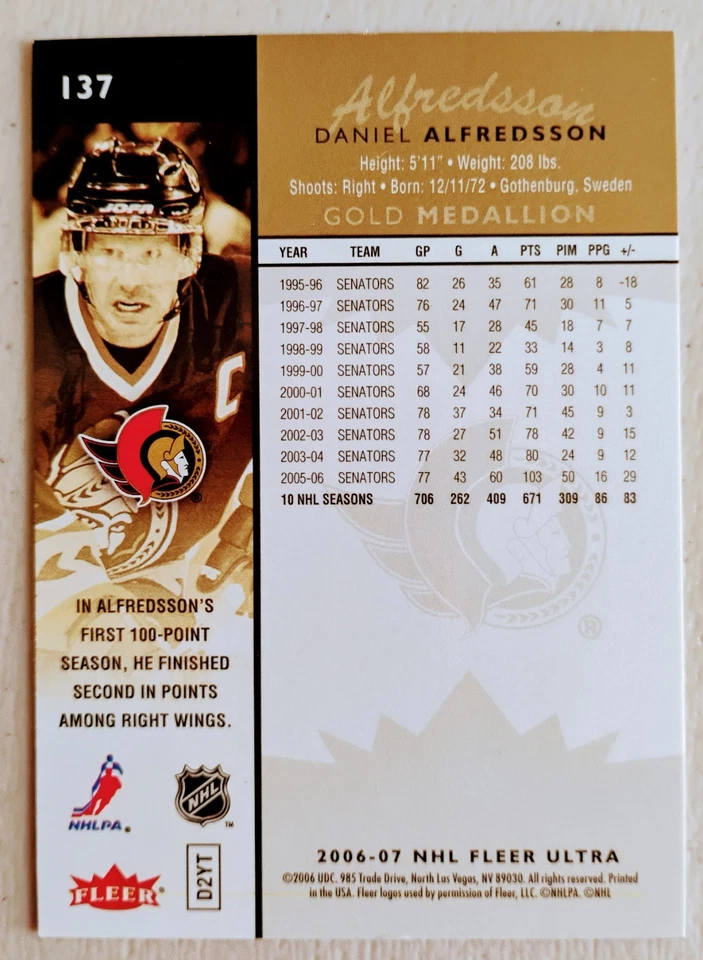 137
Alfredsson
DANIEL ALFREDSSON
Height: 5'11" • Weight: 208 lbs.
Shoots: Right • Born: 12/11/72 • Gothenburg, Sweden
GOLD MEDALLION
YEAR TEAM GP G A PTS PIM PPG +/-
1995-96 SENATORS 82 26 35 61 28 8 -18
1996-97 SENATORS 76 24 47 71 30 11 5
1997-98 SENATORS 55 17 28 45 18 7 7
1998-99 SENATORS 58 11 22 33 14 3 8
1999-00 SENATORS 57 21 38 59 28 4 11
2000-01 SENATORS 68 24 46 70 30 10 11
2001-02 SENATORS 78 37 34 71 45 9 3
2002-03 SENATORS 78 27 51 78 42 9 15
2003-04 SENATORS 77 32 48 80 24 9 12
2005-06 SENATORS 77 43 60 103 50 16 29
10 NHL SEASONS 706 262 409 671 309 86 83
JOFA
C
®
®
IN ALFREDSSON'S
FIRST 100-POINT
SEASON, HE FINISHED
SECOND IN POINTS
AMONG RIGHT WINGS.
NHLPA®
NHL™
FLEER®
D2YT
2006-07 NHL FLEER ULTRA
©2006 UDC. 985 Trade Drive, North Las Vegas, NV 89030. All rights reserved. Printed
in the USA. Fleer logos used by permission of Fleer, LLC. ©NHLPA. ©NHL